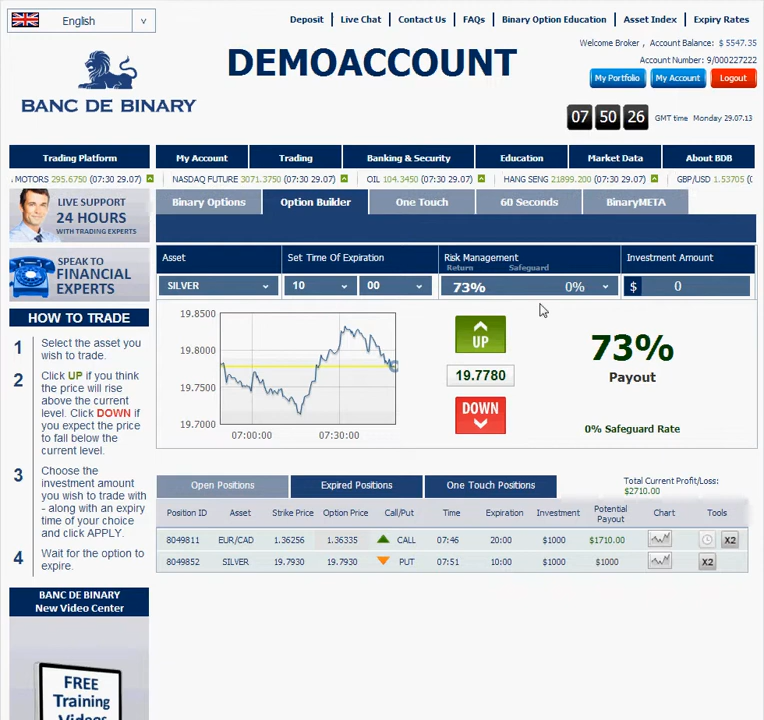 English
v
Deposit
Live Chat
Contact Us
FAQs
Binary Option Education
Asset Index
Expiry Rates
BANC DE BINARY
DEMOACCOUNT
Welcome Broker , Account Balance: $ 5547.35
Account Number: 9/000227222
My Portfolio
My Account
Logout
07 50 26
GMT time Monday 29.07.13
Trading Platform
My Account
Trading
Banking & Security
Education
Market Data
About BDB
MOTORS 295.6750 (07:30 29.07)
NASDAQ FUTURE 3071.3750 (07:30 29.07)
OIL 104.3450 (07:30 29.07)
HANG SENG 21899.200 (07:30 29.07)
GBP/USD 1.53705 (0
LIVE SUPPORT
24 HOURS
WITH TRADING EXPERTS
Binary Options
Option Builder
One Touch
60 Seconds
BinaryMETA
SPEAK TO
FINANCIAL
EXPERTS
Asset
Set Time Of Expiration
Risk Management
Return Safeguard
Investment Amount
SILVER
10
00
73% 0%
$ 0
HOW TO TRADE
1 Select the asset you
wish to trade.
2 Click UP if you think
the price will rise
above the current
level. Click DOWN if
you expect the price
to fall below the
current level.
3 Choose the
investment amount
you wish to trade with
- along with an expiry
time of your choice
and click APPLY.
4 Wait for the option to
expire.
19.8500
19.8000
19.7500
19.7000
07:00:00 07:30:00
UP
19.7780
DOWN
73%
Payout
0% Safeguard Rate
Open Positions
Expired Positions
One Touch Positions
Total Current Profit/Loss:
$2710.00
Position ID Asset Strike Price Option Price Call/Put Time Expiration Investment Potential Payout Chart Tools
8049811 EUR/CAD 1.36256 1.36335 CALL 07:46 20:00 $1000 $1710.00 X2
8049852 SILVER 19.7930 19.7930 PUT 07:51 10:00 $1000 $1000 X2
BANC DE BINARY
New Video Center
FREE
Training
Videos